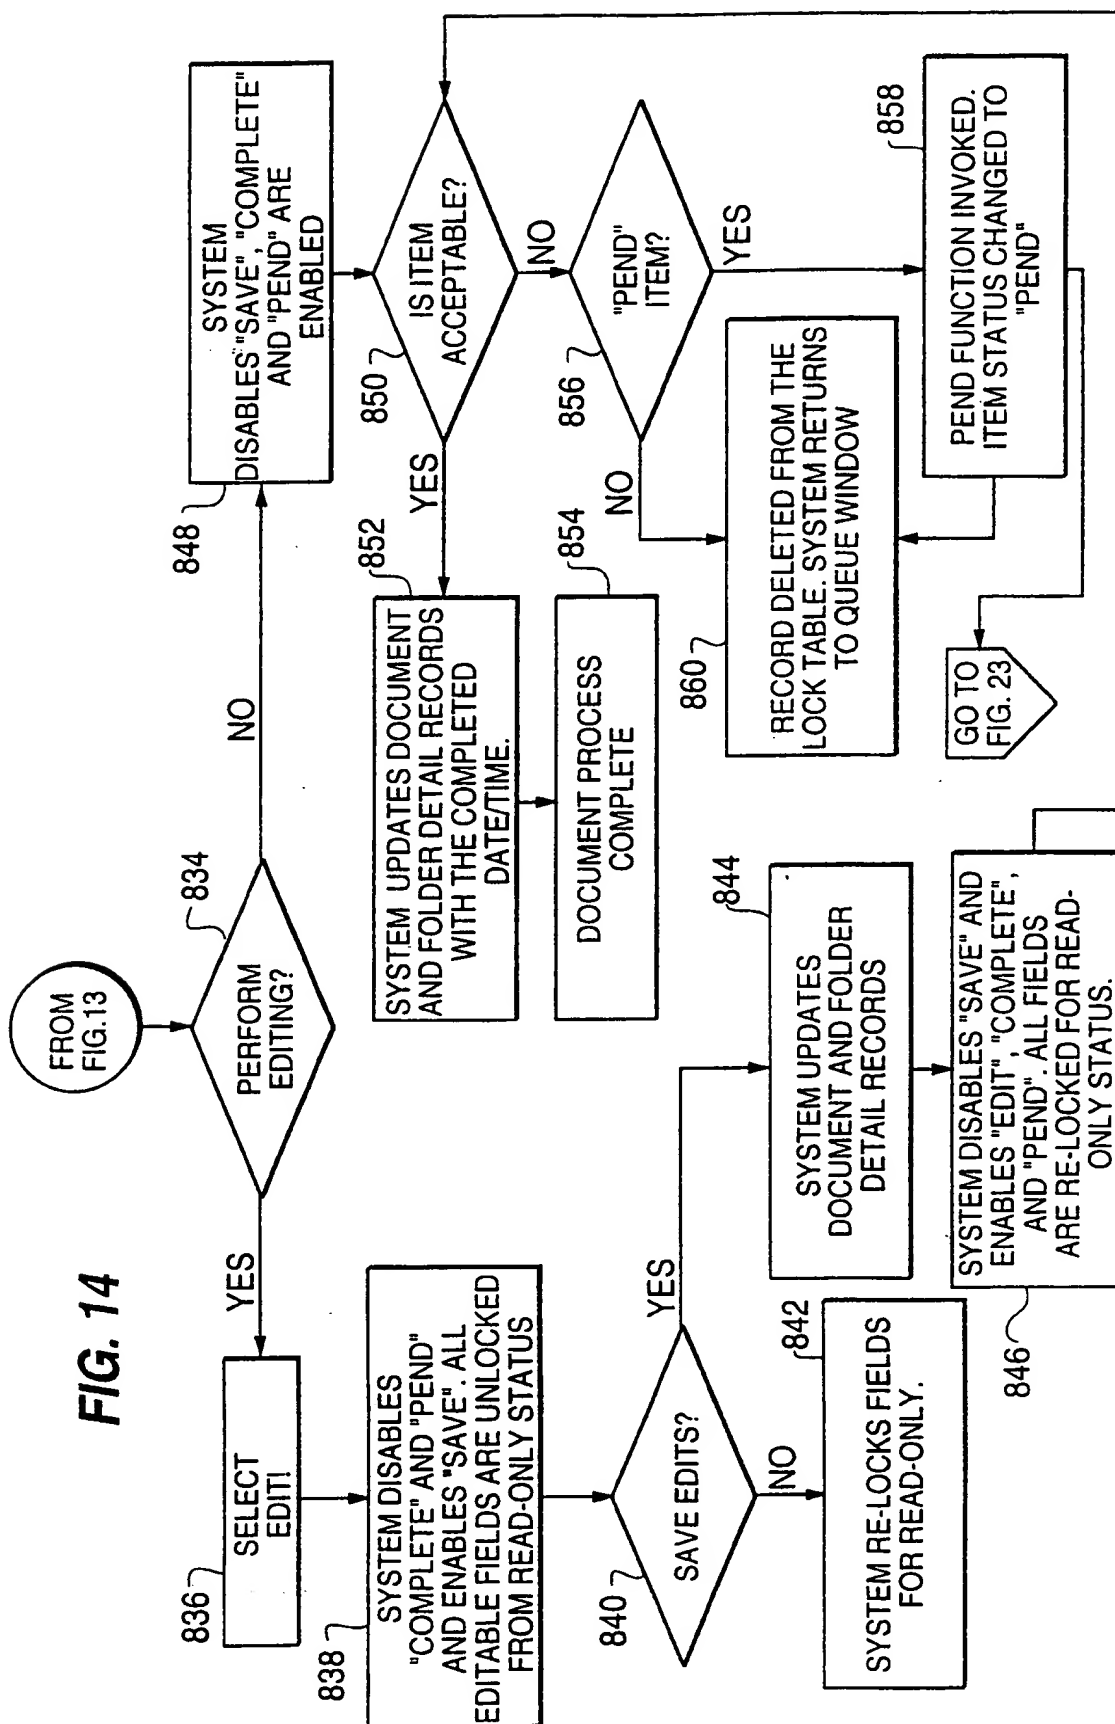 FIG. 14
FROM
FIG.13
834
PERFORM
EDITING?
YES
NO
836
SELECT
EDIT!
838
SYSTEM DISABLES
"COMPLETE" AND "PEND"
AND ENABLES "SAVE". ALL
EDITABLE FIELDS ARE UNLOCKED
FROM READ-ONLY STATUS
840
SAVE EDITS?
YES
NO
842
SYSTEM RE-LOCKS FIELDS
FOR READ-ONLY.
844
SYSTEM UPDATES
DOCUMENT AND FOLDER
DETAIL RECORDS
846
SYSTEM DISABLES "SAVE" AND
ENABLES "EDIT", "COMPLETE",
AND "PEND". ALL FIELDS
ARE RE-LOCKED FOR READ-
ONLY STATUS.
848
SYSTEM
DISABLES "SAVE", "COMPLETE"
AND "PEND" ARE
ENABLED
850
IS ITEM
ACCEPTABLE?
YES
NO
852
SYSTEM UPDATES DOCUMENT
AND FOLDER DETAIL RECORDS
WITH THE COMPLETED
DATE/TIME.
854
DOCUMENT PROCESS
COMPLETE
856
"PEND"
ITEM?
NO
YES
858
PEND FUNCTION INVOKED.
ITEM STATUS CHANGED TO
"PEND"
860
RECORD DELETED FROM THE
LOCK TABLE. SYSTEM RETURNS
TO QUEUE WINDOW
GO TO
FIG. 23